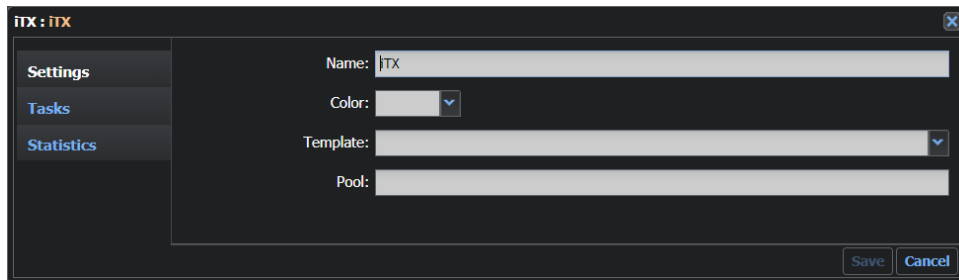 iTX : iTX
Settings
Tasks
Statistics
Name: iTX
Color:
Template:
Pool:
Save Cancel